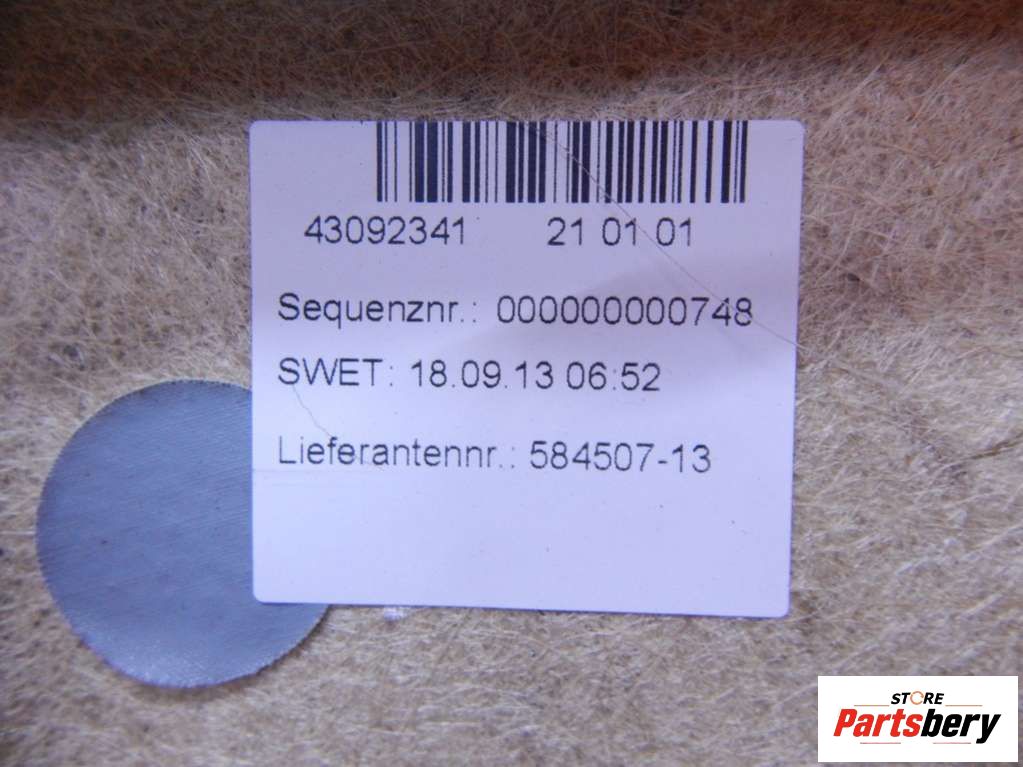 43092341 21 01 01
Sequenznr.: 000000000748
SWET: 18.09.13 06:52
Lieferantennr.: 584507-13
STORE
Partsbery